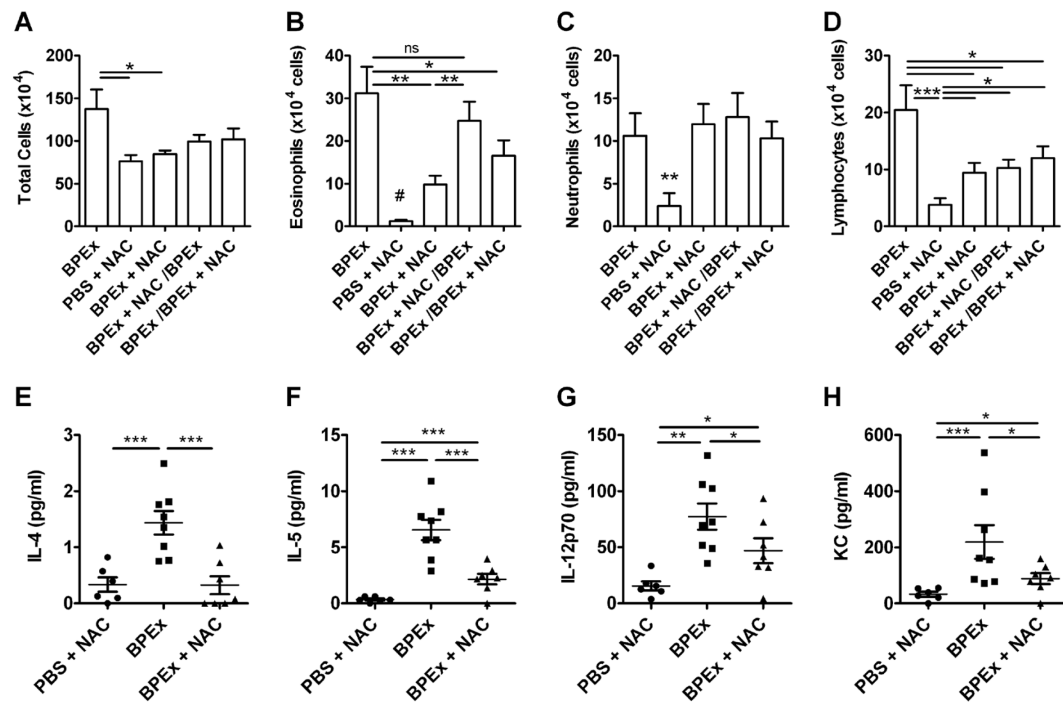 A
Total Cells (x10⁴)
200
150
100
50
0
*
BPEx
PBS + NAC
BPEx + NAC
BPEx + NAC /BPEx
BPEx /BPEx + NAC
B
Eosinophils (x10⁴ cells)
40
30
20
10
0
ns
*
** **
#
BPEx
PBS + NAC
BPEx + NAC
BPEx + NAC /BPEx
BPEx /BPEx + NAC
C
Neutrophils (x10⁴ cells)
40
30
20
10
0
**
BPEx
PBS + NAC
BPEx + NAC
BPEx + NAC /BPEx
BPEx /BPEx + NAC
D
Lymphocytes (x10⁴ cells)
30
20
10
0
*
*
***
BPEx
PBS + NAC
BPEx + NAC
BPEx + NAC /BPEx
BPEx /BPEx + NAC
E
IL-4 (pg/ml)
3
2
1
0
*** ***
PBS + NAC
BPEx
BPEx + NAC
F
IL-5 (pg/ml)
15
10
5
0
***
*** ***
PBS + NAC
BPEx
BPEx + NAC
G
IL-12p70 (pg/ml)
150
100
50
0
*
** *
PBS + NAC
BPEx
BPEx + NAC
H
KC (pg/ml)
600
400
200
0
*
*** *
PBS + NAC
BPEx
BPEx + NAC